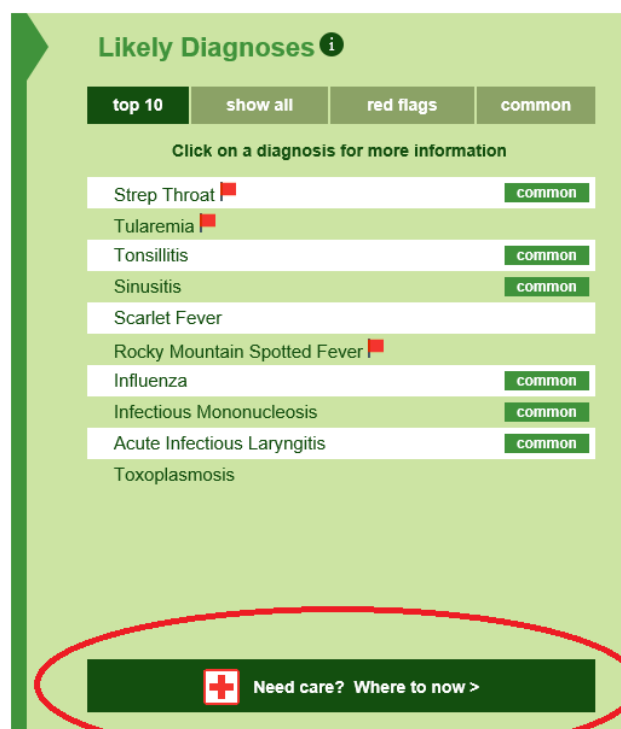 Likely Diagnoses i
top 10 show all red flags common
Click on a diagnosis for more information
Strep Throat common
Tularemia
Tonsillitis common
Sinusitis common
Scarlet Fever
Rocky Mountain Spotted Fever
Influenza common
Infectious Mononucleosis common
Acute Infectious Laryngitis common
Toxoplasmosis
Need care? Where to now >